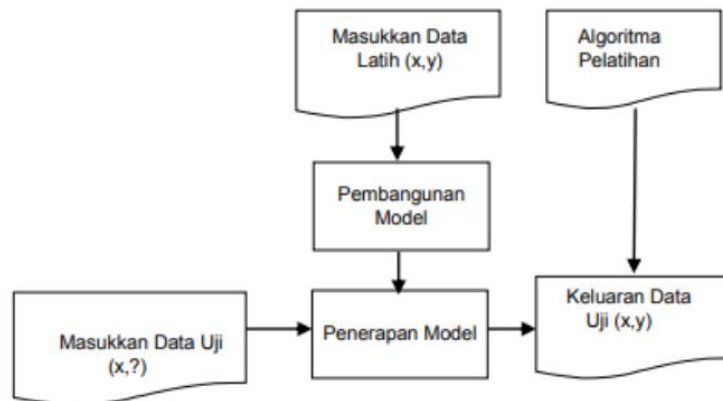 Masukkan Data
Latih (x,y)
Algoritma
Pelatihan
Pembangunan
Model
Masukkan Data Uji
(x,?)
Penerapan Model
Keluaran Data
Uji (x,y)